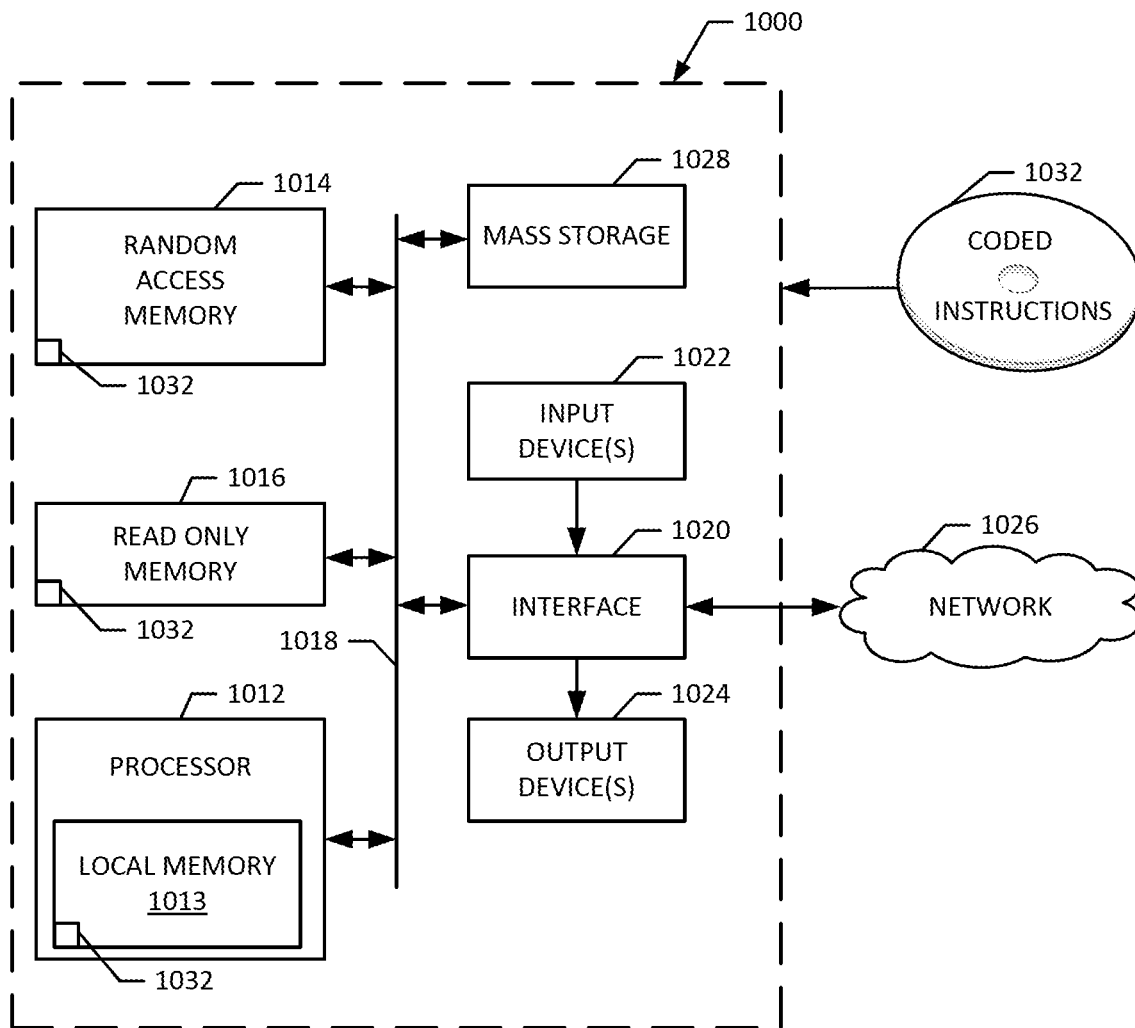 1000
1014
RANDOM
ACCESS
MEMORY
1032
1028
MASS STORAGE
1032
CODED
INSTRUCTIONS
1022
INPUT
DEVICE(S)
1016
READ ONLY
MEMORY
1032
1020
INTERFACE
1026
NETWORK
1018
1012
PROCESSOR
LOCAL MEMORY
1013
1032
1024
OUTPUT
DEVICE(S)